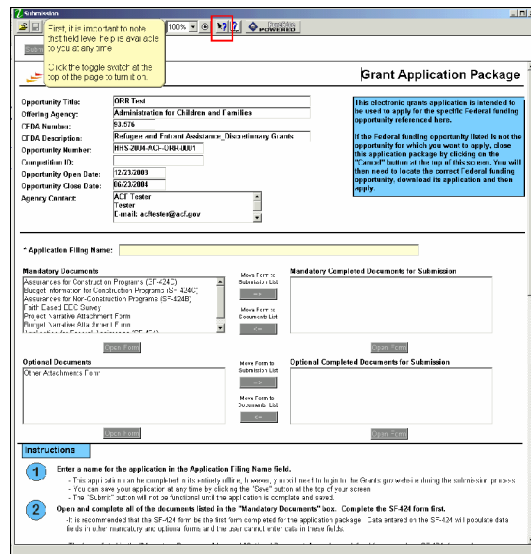 Submission
100%
PureEdge
POWERED
First, it is important to note
that field level help is available
to you at any time.
Click the toggle switch at the
top of the page to turn it on.
Grant Application Package
Opportunity Title:
ORR Test
Offering Agency:
Administration for Children and Families
CFDA Number:
93.576
CFDA Description:
Refugee and Entrant Assistance_Discretionary Grants
Opportunity Number:
HHS-2004-ACF-ORR-0001
Competition ID:
Opportunity Open Date:
12/23/2003
Opportunity Close Date:
06/23/2004
Agency Contact:
ACF Tester
Tester
E-mail: acftester@acf.gov
This electronic grants application is intended to
be used to apply for the specific Federal funding
opportunity referenced here.
If the Federal funding opportunity listed is not the
opportunity for which you want to apply, close
this application package by clicking on the
"Cancel" button at the top of this screen. You will
then need to locate the correct Federal funding
opportunity, download its application and then
apply.
* Application Filing Name:
Mandatory Documents
Assurances for Construction Programs (SF-424D)
Budget Information for Construction Programs (SF-424C)
Assurances for Non-Construction Programs (SF-424B)
Faith Based EEO Survey
Project Narrative Attachment Form
Budget Narrative Attachment Form
Open Form
Move Form to
Submission List
=>
Move Form to
Documents List
<=
Mandatory Completed Documents for Submission
Open Form
Optional Documents
Other Attachments Form
Open Form
Move Form to
Submission List
=>
Move Form to
Documents List
<=
Optional Completed Documents for Submission
Open Form
Instructions
1
Enter a name for the application in the Application Filing Name field.
- This application can be completed in its entirety offline; however, you will need to login to the Grants.gov website during the submission process.
- You can save your application at any time by clicking the "Save" button at the top of your screen.
- The "Submit" button will not be functional until the application is complete and saved.
2
Open and complete all of the documents listed in the "Mandatory Documents" box. Complete the SF-424 form first.
-It is recommended that the SF-424 form be the first form completed for the application package. Data entered on the SF-424 will populate data
fields in other mandatory and optional forms and the user cannot enter data in these fields.